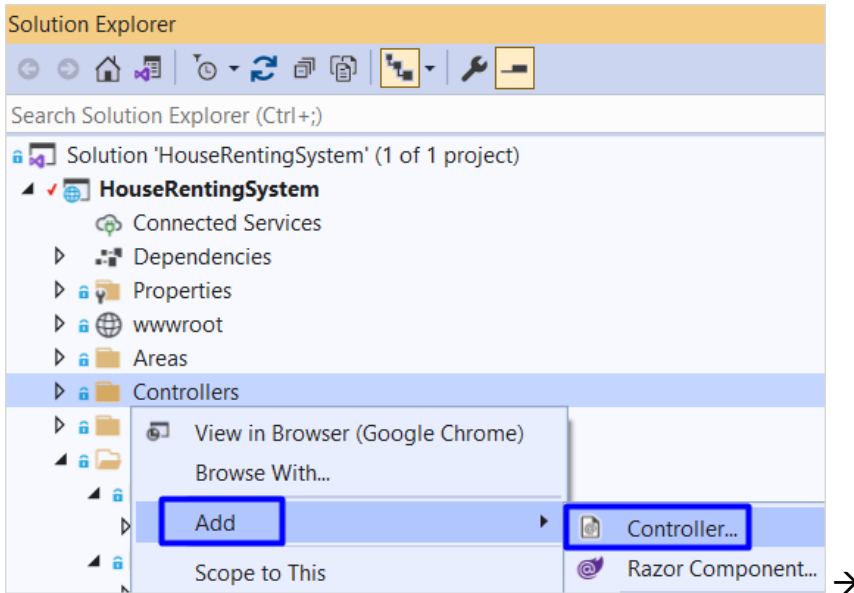 Solution Explorer
Search Solution Explorer (Ctrl+;)
Solution 'HouseRentingSystem' (1 of 1 project)
HouseRentingSystem
Connected Services
Dependencies
Properties
wwwroot
Areas
Controllers
View in Browser (Google Chrome)
Browse With...
Add
Controller...
Scope to This
Razor Component...